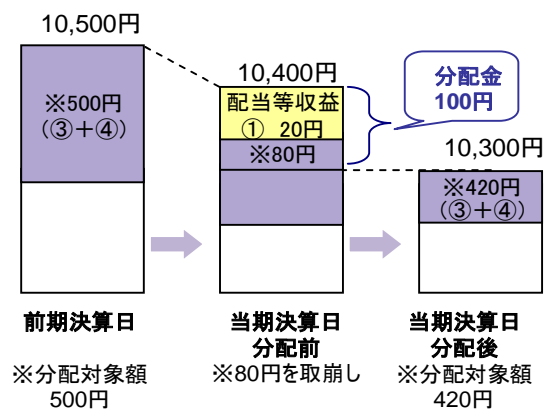 10,500円
※500円
(③+④)
10,400円
配当等収益
① 20円
※80円
分配金
100円
10,300円
※420円
(③+④)
前期決算日
当期決算日
分配前
当期決算日
分配後
※分配対象額
500円
※80円を取崩し
※分配対象額
420円